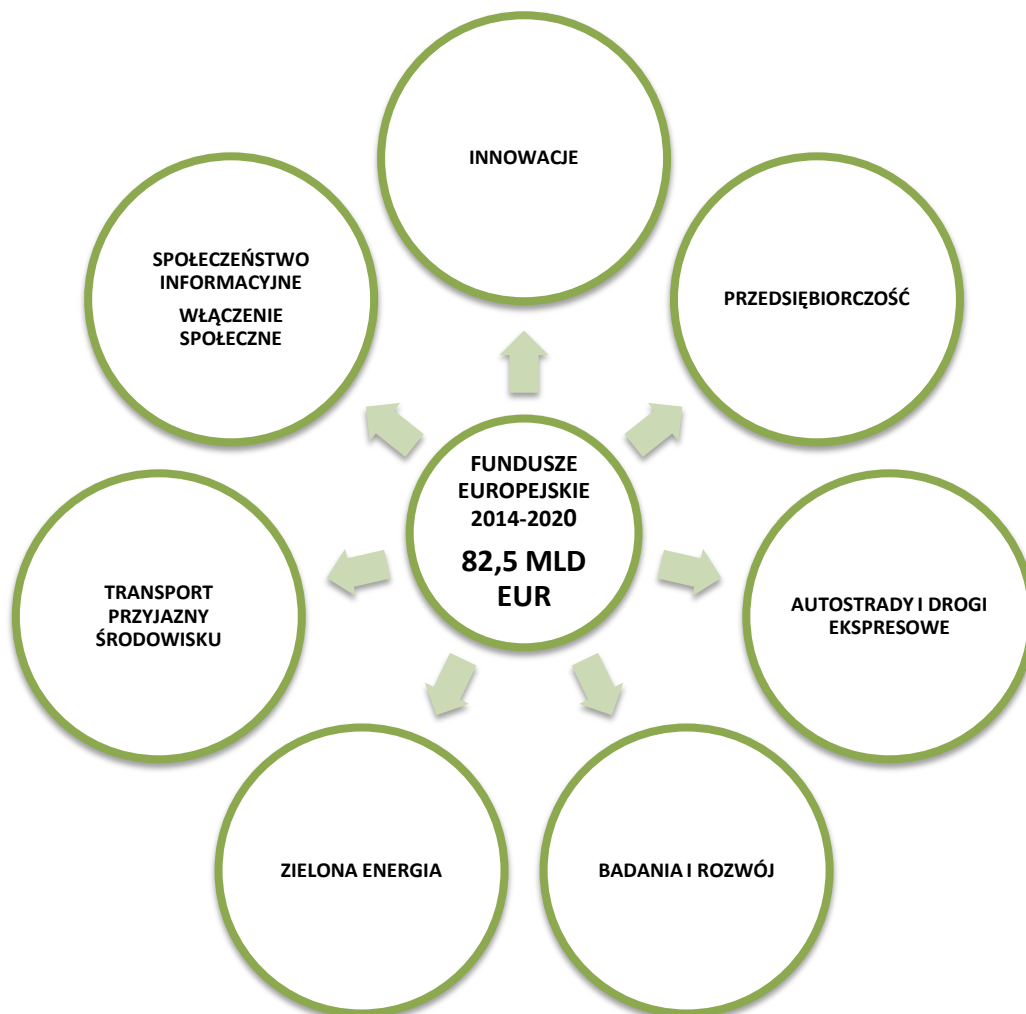 INNOWACJE
PRZEDSIĘBIORCZOŚĆ
AUTOSTRADY I DROGI
EKSPRESOWE
BADANIA I ROZWÓJ
ZIELONA ENERGIA
TRANSPORT
PRZYJAZNY
ŚRODOWISKU
SPOŁECZEŃSTWO
INFORMACYJNE
WŁĄCZENIE
SPOŁECZNE
FUNDUSZE
EUROPEJSKIE
2014-2020
82,5 MLD
EUR